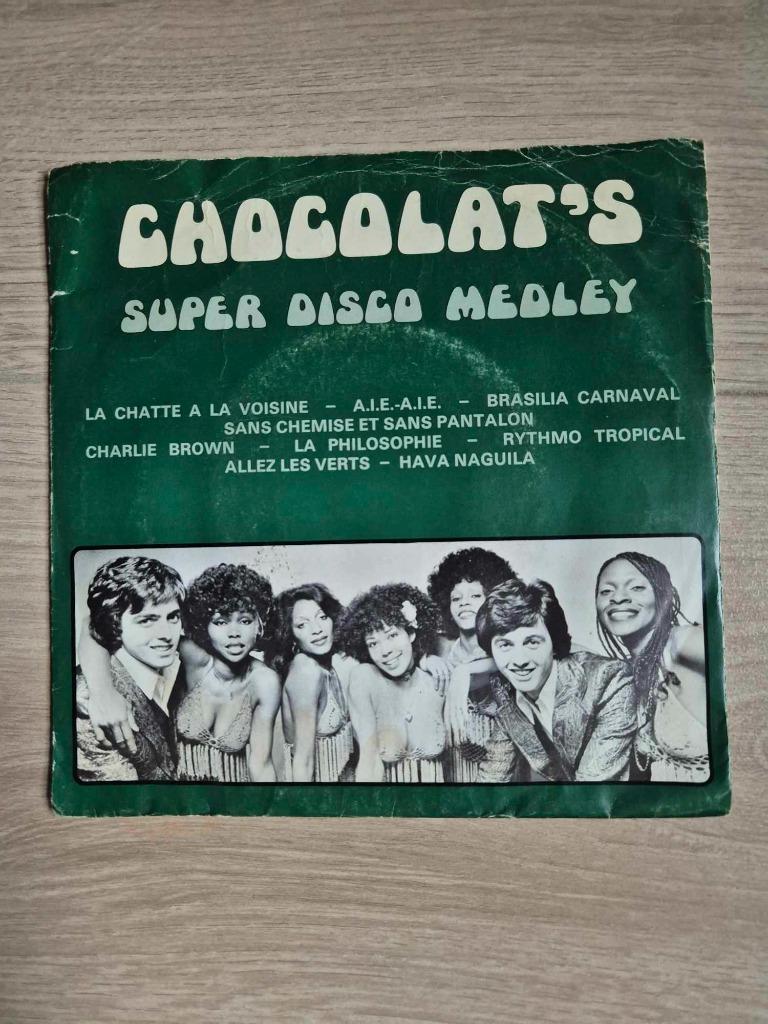 CHOCOLAT'S
SUPER DISCO MEDLEY
LA CHATTE A LA VOISINE – A.I.E.-A.I.E. – BRASILIA CARNAVAL
SANS CHEMISE ET SANS PANTALON
CHARLIE BROWN – LA PHILOSOPHIE – RYTHMO TROPICAL
ALLEZ LES VERTS – HAVA NAGUILA